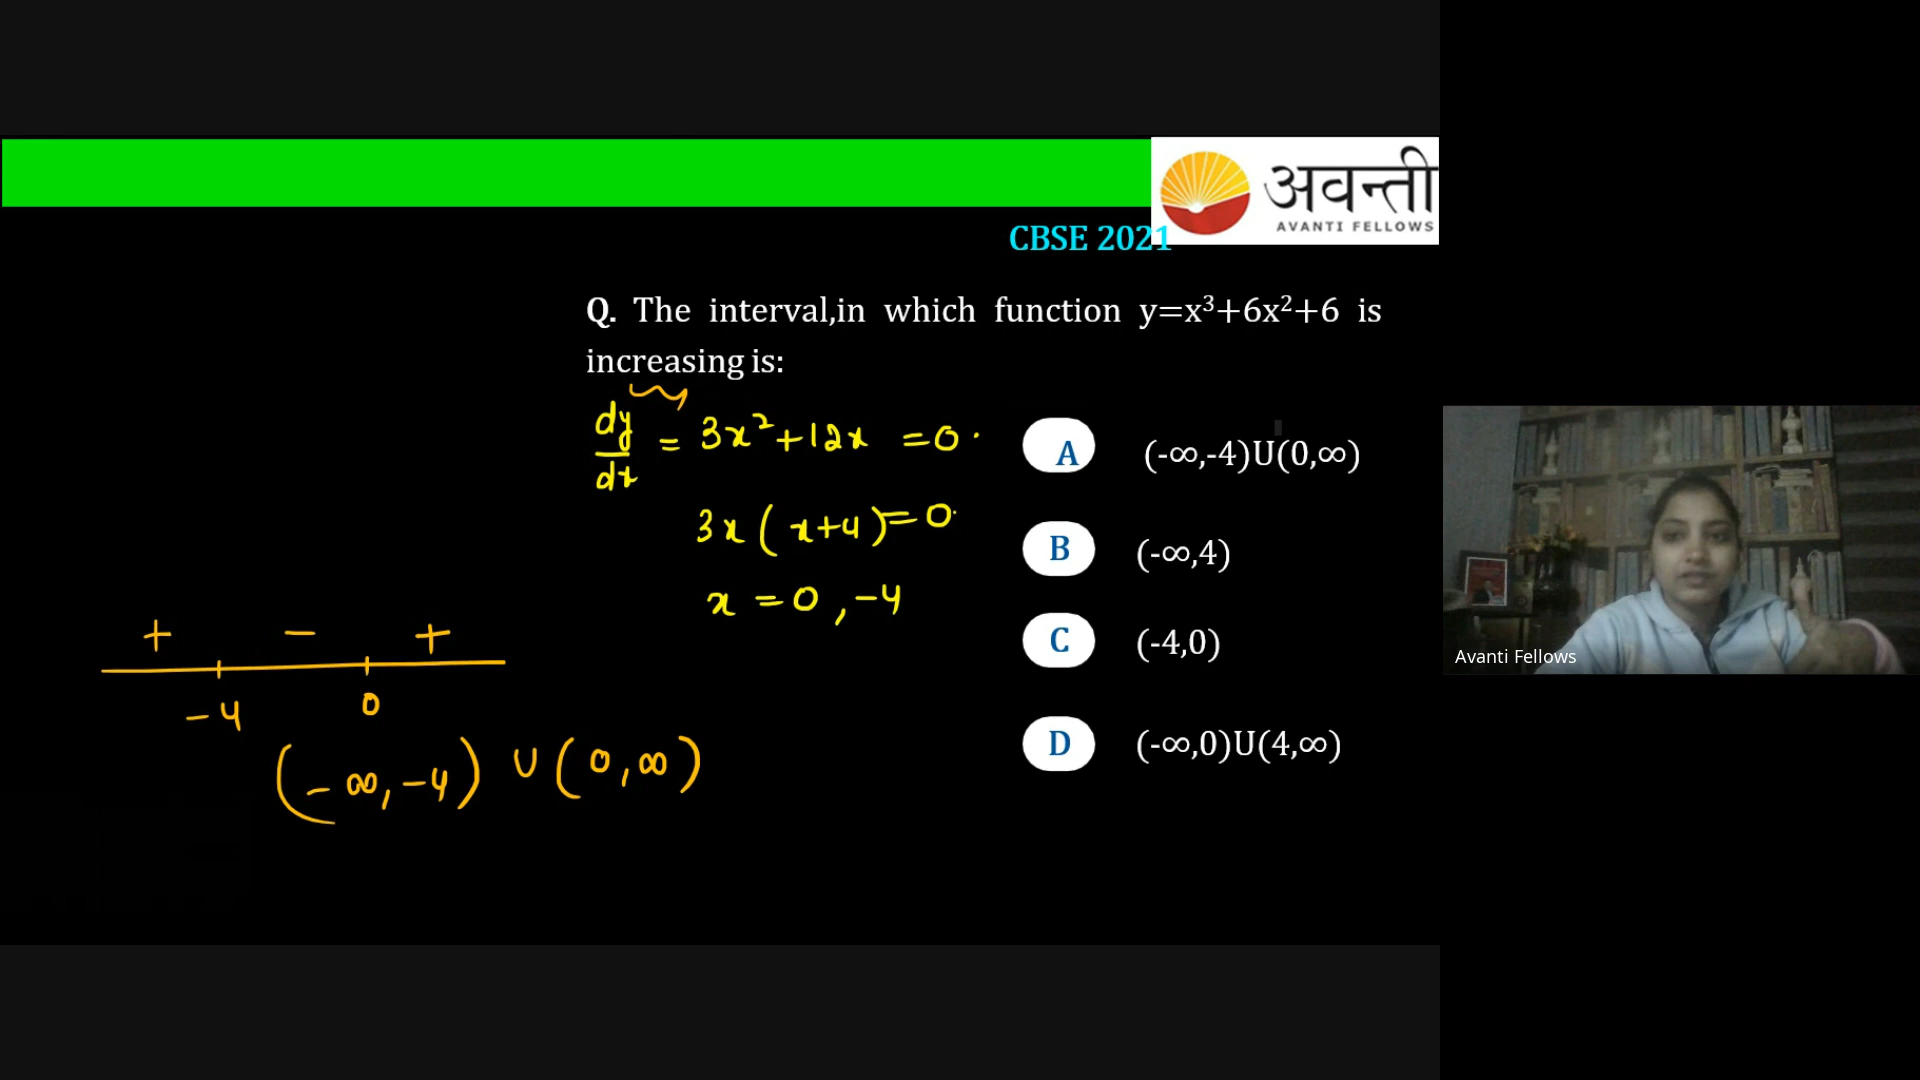 अवन्ती
AVANTI FELLOWS
CBSE 2021
Q. The interval,in which function y=x³+6x²+6 is
increasing is:
dy/dx = 3x²+12x =0.
3x(x+4)=0.
x = 0, -4
A (-∞,-4)U(0,∞)
B (-∞,4)
C (-4,0)
D (-∞,0)U(4,∞)
+ − +
-4 0
(-∞,-4) ∪ (0,∞)
Avanti Fellows